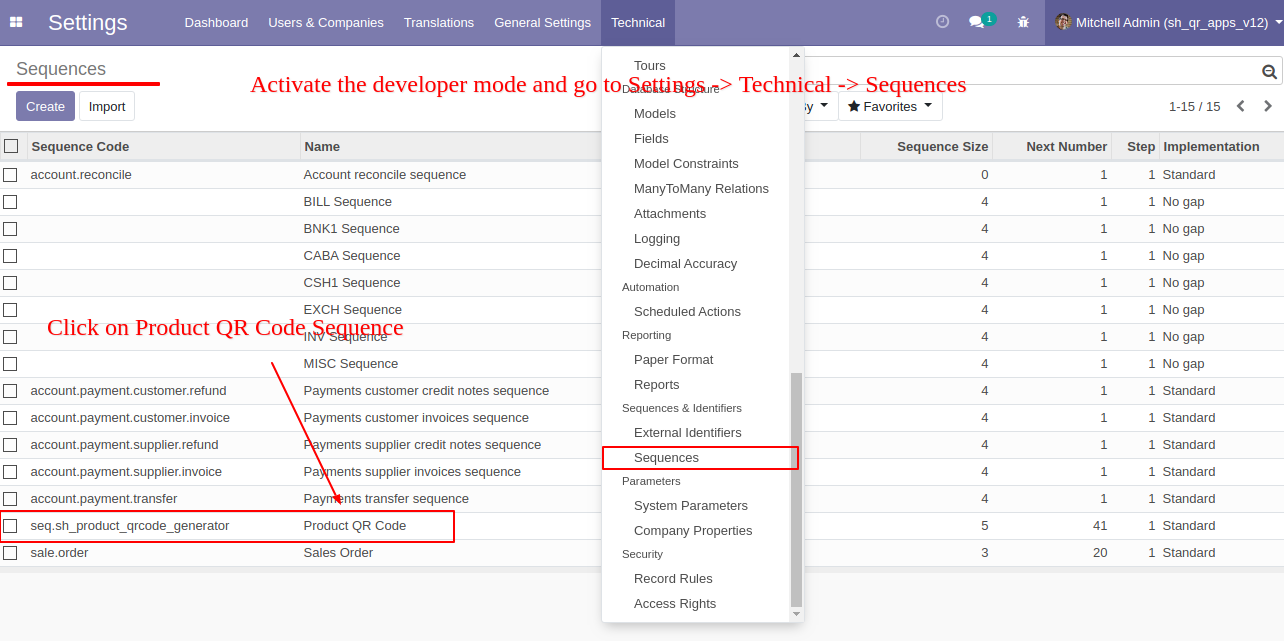 Settings Dashboard Users & Companies Translations General Settings Technical 1 Mitchell Admin (sh_qr_apps_v12)
Sequences
Activate the developer mode and go to Settings -> Technical -> Sequences
Create Import Favorites 1-15 / 15
Tours
Database Structure
Models
Fields
Model Constraints
ManyToMany Relations
Attachments
Logging
Decimal Accuracy
Automation
Scheduled Actions
Reporting
Paper Format
Reports
Sequences & Identifiers
External Identifiers
Sequences
Parameters
System Parameters
Company Properties
Security
Record Rules
Access Rights
Sequence Code Name Sequence Size Next Number Step Implementation
account.reconcile Account reconcile sequence 0 1 1 Standard
BILL Sequence 4 1 1 No gap
BNK1 Sequence 4 1 1 No gap
CABA Sequence 4 1 1 No gap
CSH1 Sequence 4 1 1 No gap
EXCH Sequence 4 1 1 No gap
Click on Product QR Code Sequence
INV Sequence 4 1 1 No gap
MISC Sequence 4 1 1 No gap
account.payment.customer.refund Payments customer credit notes sequence 4 1 1 Standard
account.payment.customer.invoice Payments customer invoices sequence 4 1 1 Standard
account.payment.supplier.refund Payments supplier credit notes sequence 4 1 1 Standard
account.payment.supplier.invoice Payments supplier invoices sequence 4 1 1 Standard
account.payment.transfer Payments transfer sequence 4 1 1 Standard
seq.sh_product_qrcode_generator Product QR Code 5 41 1 Standard
sale.order Sales Order 3 20 1 Standard